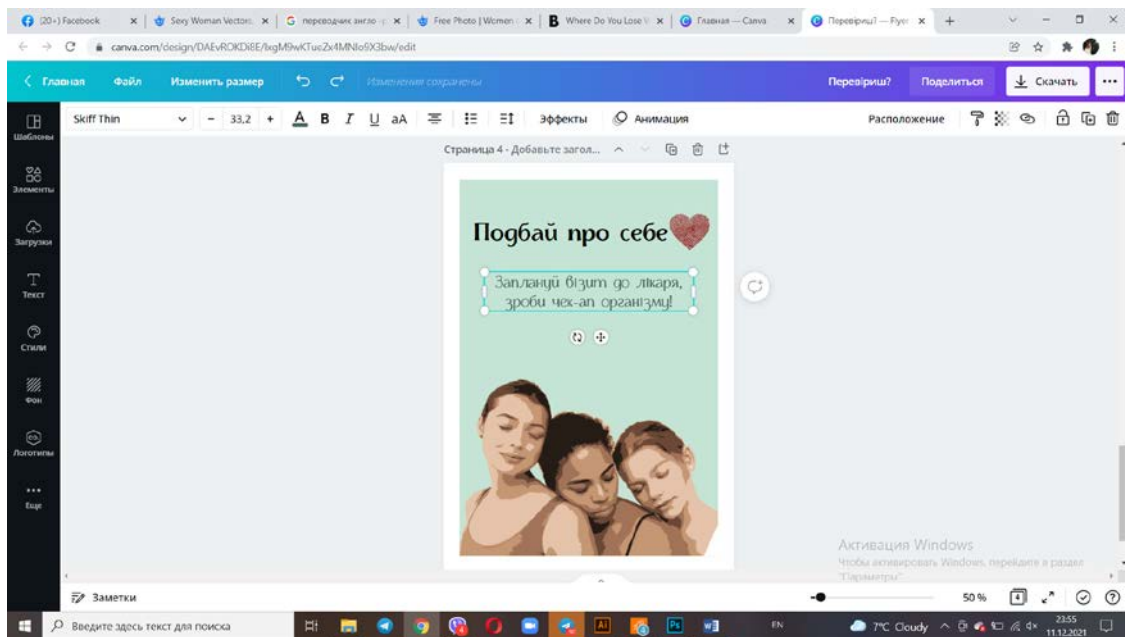 (20+) Facebook
Sexy Woman Vectors,
переводчик англо
Free Photo | Women
Where Do You Lose
Главная — Canva
Перевіриш? — Flyer
canva.com/design/DAEvROKDi8E/lxgM9wKTucZx4MNlo9X3bw/edit
Главная Файл Изменить размер Изменения сохранены Перевіриш? Поделиться Скачать
Skiff Thin 33,2 A B I U aA Эффекты Анимация Расположение
Шаблоны
Элементы
Загрузки
Текст
Стили
Фон
Логотипы
Еще
Страница 4 - Добавьте загол...
Подбай про себе
Заплануй візит до лікаря,
зроби чек-ап організму!
Активация Windows
Чтобы активировать Windows, перейдите в раздел
"Параметры"
Заметки 50 % 4
Введите здесь текст для поиска EN 7°C Cloudy 23:55
11.12.2021